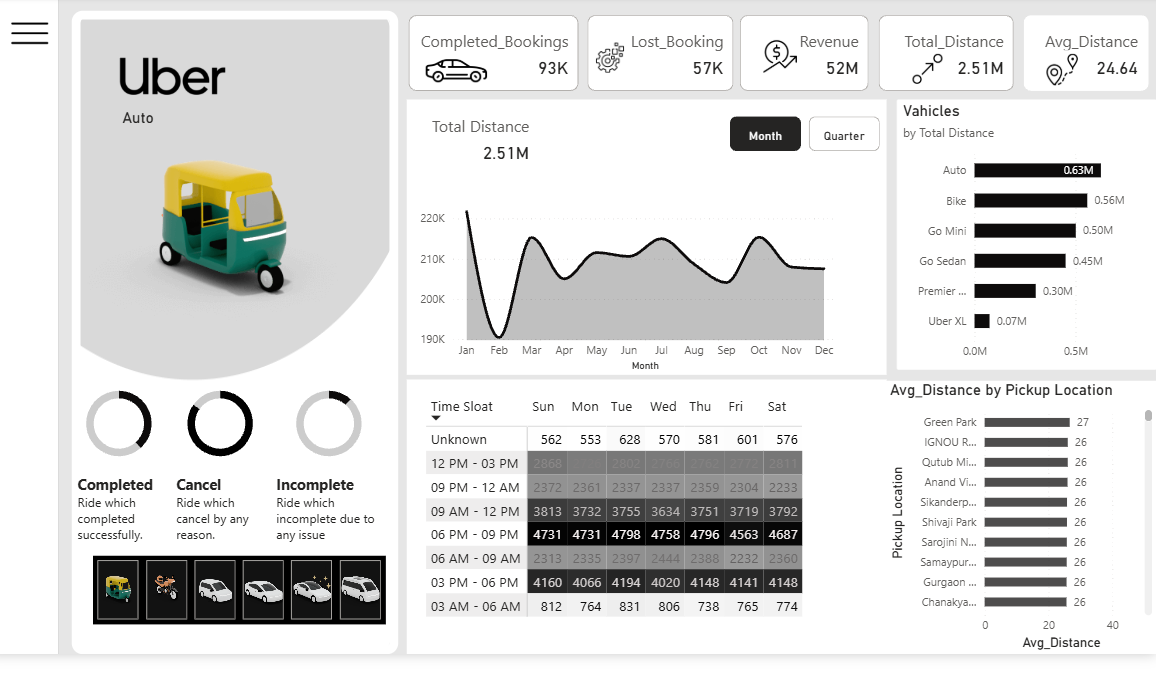 Uber
Auto
Completed
Ride which
completed
successfully.
Cancel
Ride which
cancel by any
reason.
Incomplete
Ride which
incomplete due to
any issue
Completed_Bookings
93K
Lost_Booking
57K
Revenue
52M
Total_Distance
2.51M
Avg_Distance
24.64
Total Distance
2.51M
Month
Quarter
220K
210K
200K
190K
Jan Feb Mar Apr May Jun Jul Aug Sep Oct Nov Dec
Month
Vahicles
by Total Distance
Auto 0.63M
Bike 0.56M
Go Mini 0.50M
Go Sedan 0.45M
Premier ... 0.30M
Uber XL 0.07M
0.0M 0.5M
Time Sloat Sun Mon Tue Wed Thu Fri Sat
Unknown 562 553 628 570 581 601 576
12 PM - 03 PM 2868 2802 2768 2762 2772 2811
09 PM - 12 AM 2372 2361 2337 2337 2359 2304 2233
09 AM - 12 PM 3813 3732 3755 3634 3751 3719 3792
06 PM - 09 PM 4731 4731 4798 4758 4796 4563 4687
06 AM - 09 AM 2313 2335 2397 2444 2388 2232 2360
03 PM - 06 PM 4160 4066 4194 4020 4148 4141 4148
03 AM - 06 AM 812 764 831 806 738 765 774
Avg_Distance by Pickup Location
Pickup Location
Green Park 27
IGNOU R... 26
Qutub Mi... 26
Anand Vi... 26
Sikanderp... 26
Shivaji Park 26
Sarojini N... 26
Samaypur... 26
Gurgaon ... 26
Chanakya... 26
0 20 40
Avg_Distance